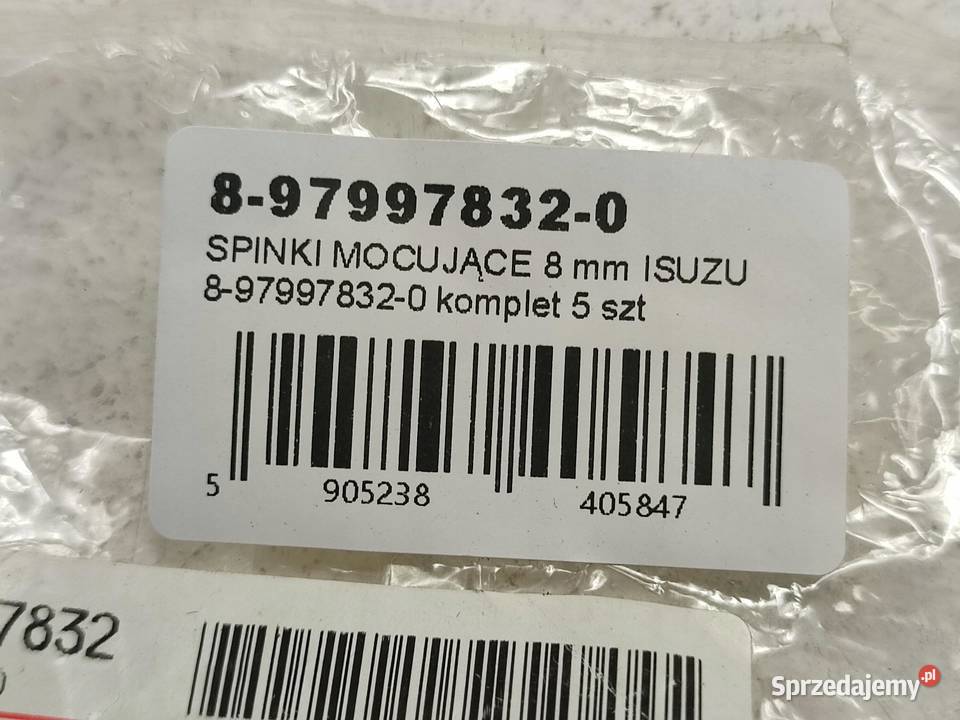 8-97997832-0
SPINKI MOCUJĄCE 8 mm ISUZU
8-97997832-0 komplet 5 szt
5 905238 405847
7832
Sprzedajemy.pl